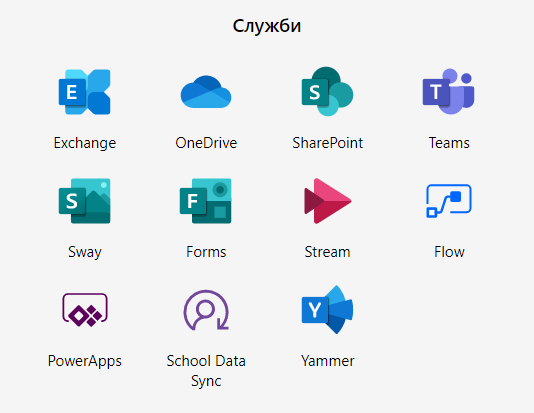 Служби
E
S
T
Exchange
OneDrive
SharePoint
Teams
S
F
Sway
Forms
Stream
Flow
Y
PowerApps
School Data
Sync
Yammer